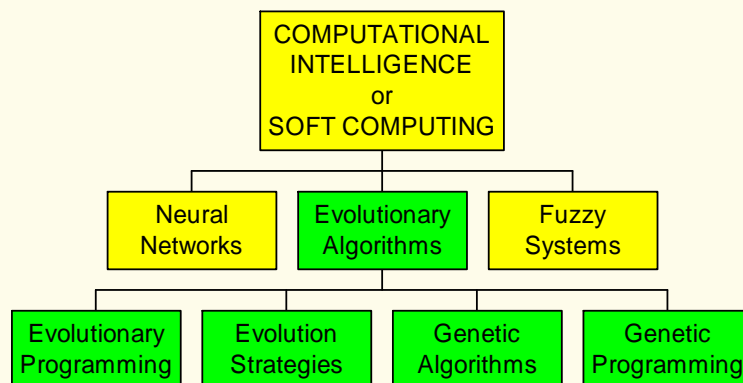 COMPUTATIONAL
INTELLIGENCE
or
SOFT COMPUTING
Neural
Networks
Evolutionary
Algorithms
Fuzzy
Systems
Evolutionary
Programming
Evolution
Strategies
Genetic
Algorithms
Genetic
Programming